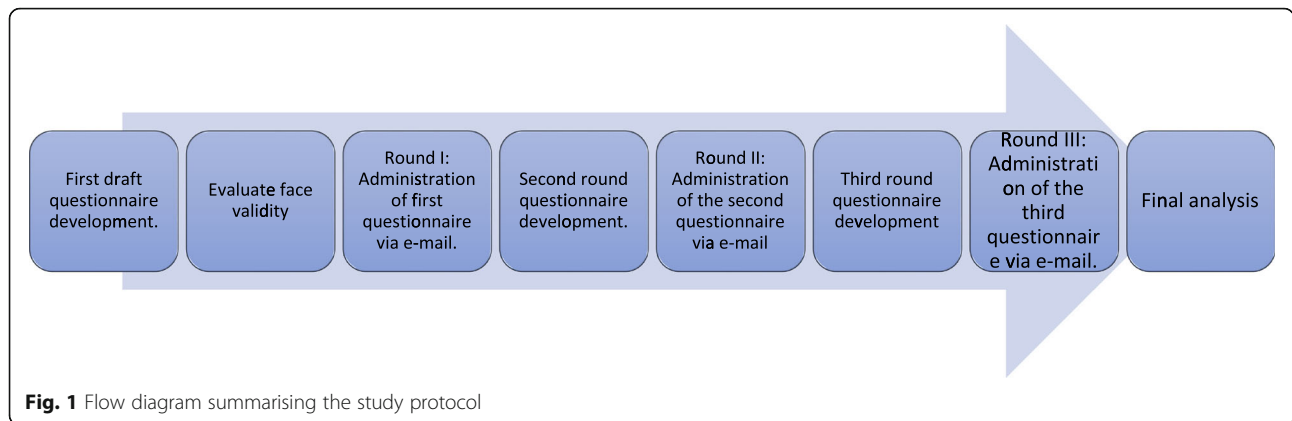 First draft
questionnaire
development.
Evaluate face
validity
Round I:
Administration
of first
questionnaire
via e-mail.
Second round
questionnaire
development.
Round II:
Administration
of the second
questionnaire
via e-mail
Third round
questionnaire
development
Round III:
Administrati
on of the
third
questionnair
e via e-mail.
Final analysis
Fig. 1 Flow diagram summarising the study protocol